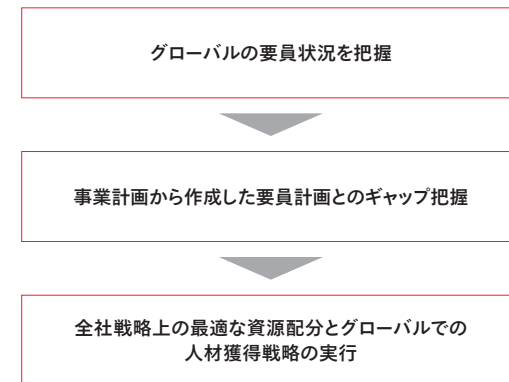 グローバルの要員状況を把握
事業計画から作成した要員計画とのギャップ把握
全社戦略上の最適な資源配分とグローバルでの
人材獲得戦略の実行